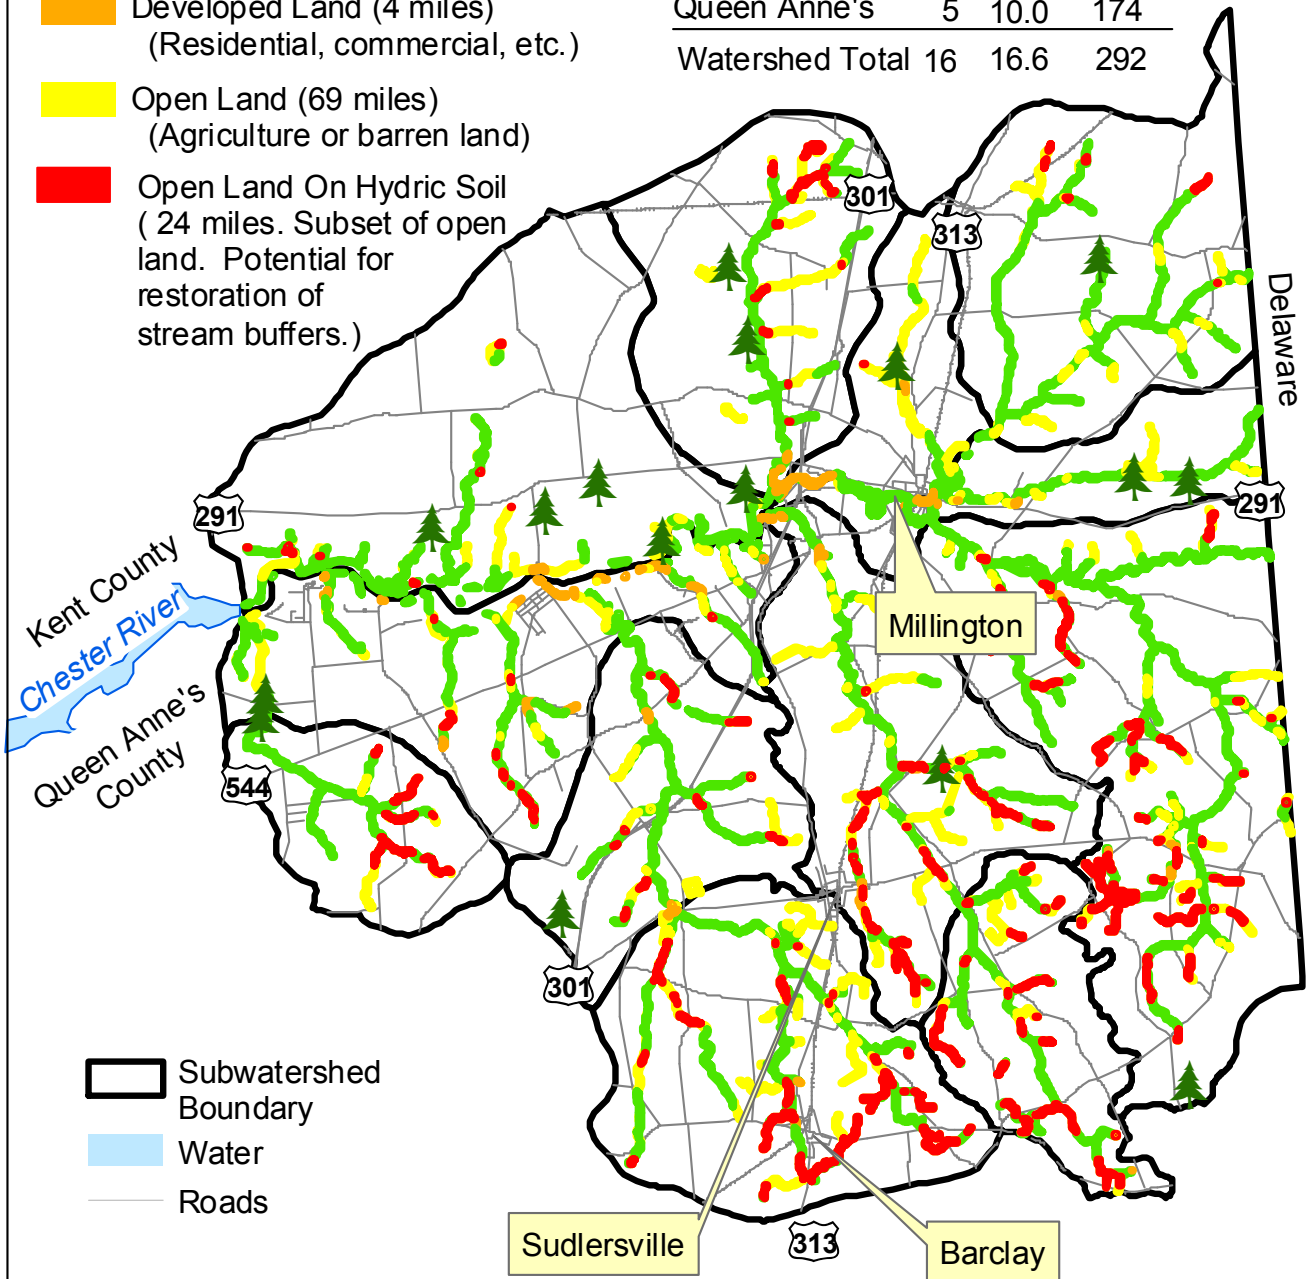 Developed Land (4 miles)
(Residential, commercial, etc.)
Open Land (69 miles)
(Agriculture or barren land)
Open Land On Hydric Soil
( 24 miles. Subset of open
land. Potential for
restoration of
stream buffers.)
Queen Anne's 5 10.0 174
Watershed Total 16 16.6 292
301
313
Delaware
291
291
Kent County
Chester River
Queen Anne's
County
Millington
544
301
Subwatershed
Boundary
Water
Roads
Sudlersville
313
Barclay